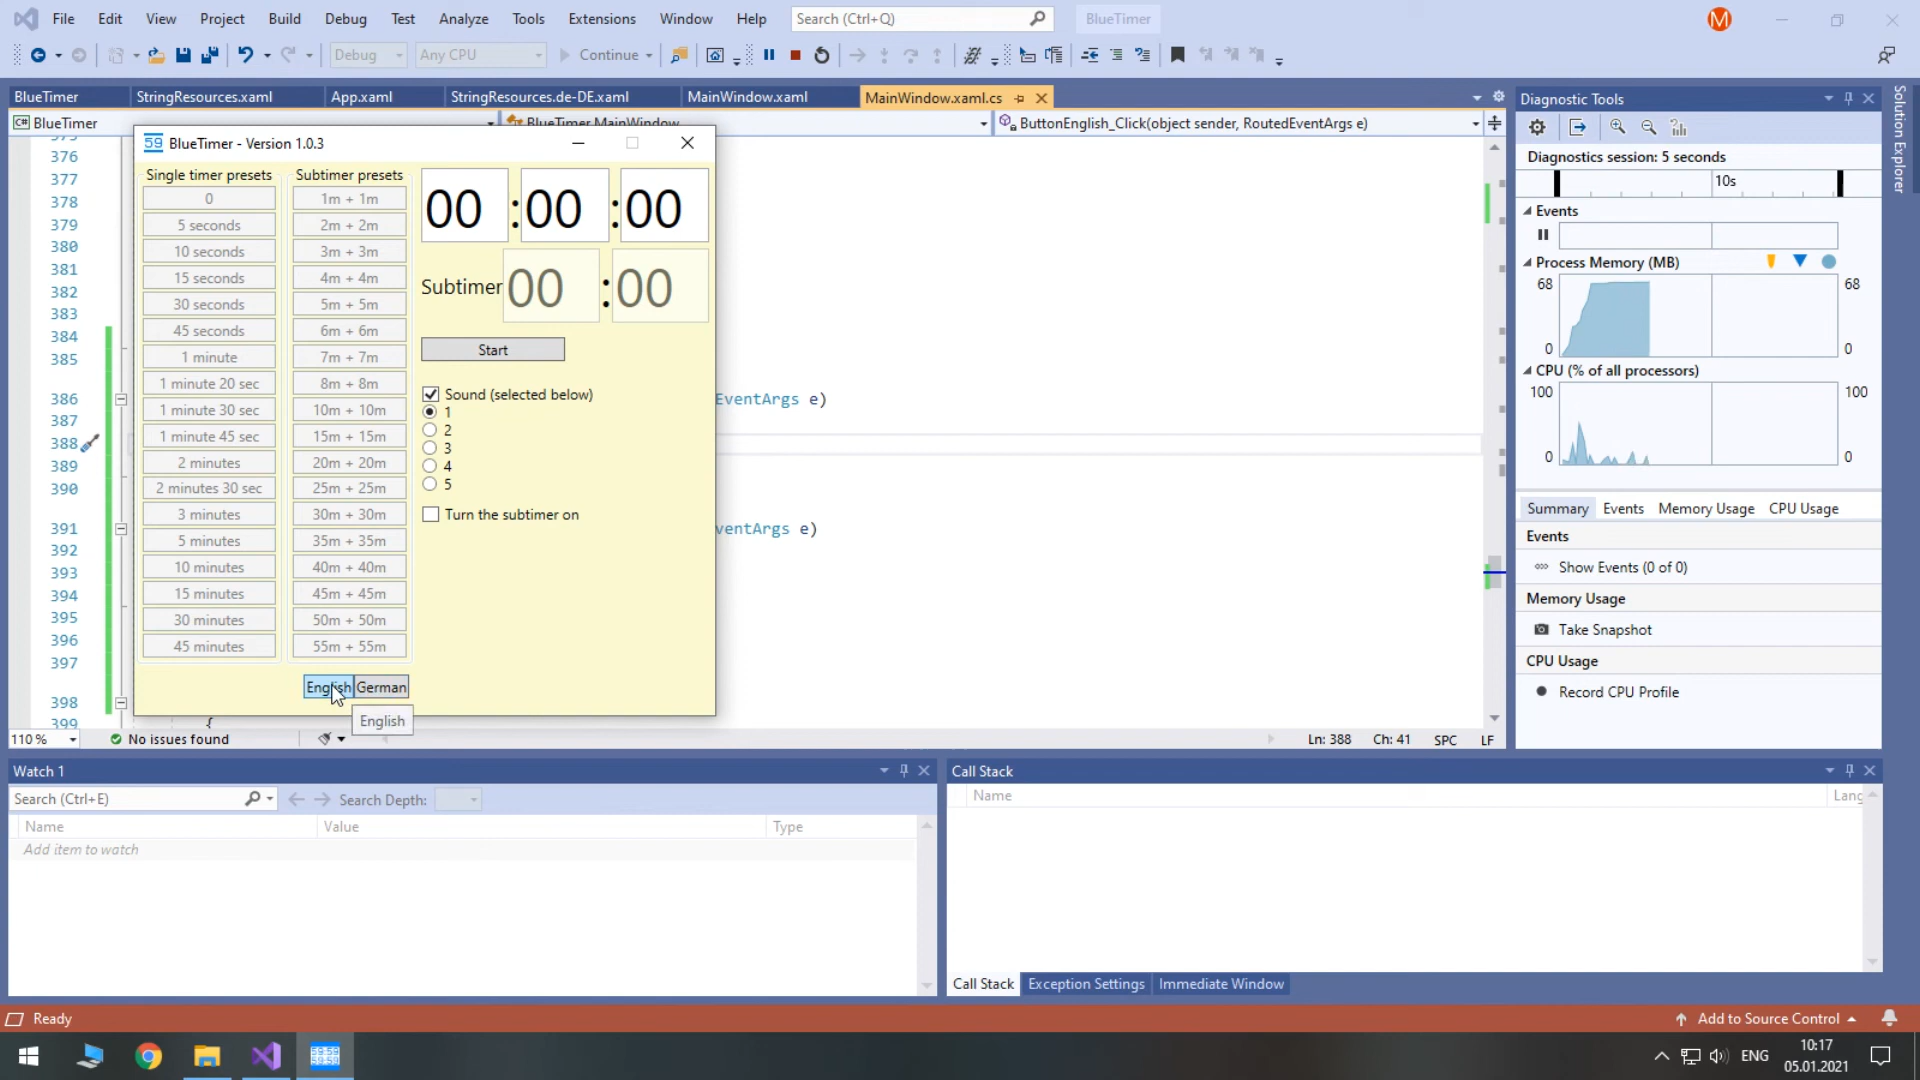 File Edit View Project Build Debug Test Analyze Tools Extensions Window Help Search (Ctrl+Q) BlueTimer M
Debug Any CPU Continue
BlueTimer StringResources.xaml App.xaml StringResources.de-DE.xaml MainWindow.xaml MainWindow.xaml.cs
C# BlueTimer BlueTimer.MainWindow ButtonEnglish_Click(object sender, RoutedEventArgs e)
59 BlueTimer - Version 1.0.3
Single timer presets
0
5 seconds
10 seconds
15 seconds
30 seconds
45 seconds
1 minute
1 minute 20 sec
1 minute 30 sec
1 minute 45 sec
2 minutes
2 minutes 30 sec
3 minutes
5 minutes
10 minutes
15 minutes
30 minutes
45 minutes
Subtimer presets
1m + 1m
2m + 2m
3m + 3m
4m + 4m
5m + 5m
6m + 6m
7m + 7m
8m + 8m
10m + 10m
15m + 15m
20m + 20m
25m + 25m
30m + 30m
35m + 35m
40m + 40m
45m + 45m
50m + 50m
55m + 55m
00 :00 :00
Subtimer 00 :00
Start
Sound (selected below)
1
2
3
4
5
Turn the subtimer on
English German
English
375
376
377
378
379
380
381
382
383
384
385
386 EventArgs e)
387
388
389
390
391 ventArgs e)
392
393
394
395
396
397
398
399 {
110 % No issues found Ln: 388 Ch: 41 SPC LF
Diagnostic Tools
Diagnostics session: 5 seconds
10s
Events
Process Memory (MB)
68 68
0 0
CPU (% of all processors)
100 100
0 0
Summary Events Memory Usage CPU Usage
Events
Show Events (0 of 0)
Memory Usage
Take Snapshot
CPU Usage
Record CPU Profile
Solution Explorer
Watch 1
Search (Ctrl+E) Search Depth:
Name Value Type
Add item to watch
Call Stack
Name Lang
Call Stack Exception Settings Immediate Window
Ready Add to Source Control
59:59
59:59
ENG 10:17
05.01.2021